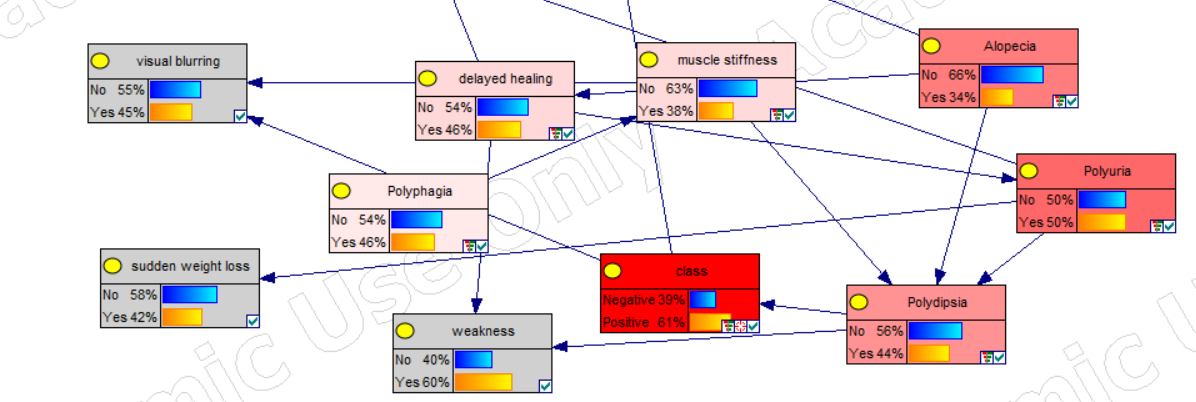 visual blurring
No 55%
Yes 45%
delayed healing
No 54%
Yes 46%
muscle stiffness
No 63%
Yes 38%
Alopecia
No 66%
Yes 34%
Polyphagia
No 54%
Yes 46%
Polyuria
No 50%
Yes 50%
sudden weight loss
No 58%
Yes 42%
class
Negative 39%
Positive 61%
Polydipsia
No 56%
Yes 44%
weakness
No 40%
Yes 60%
mic Use Only